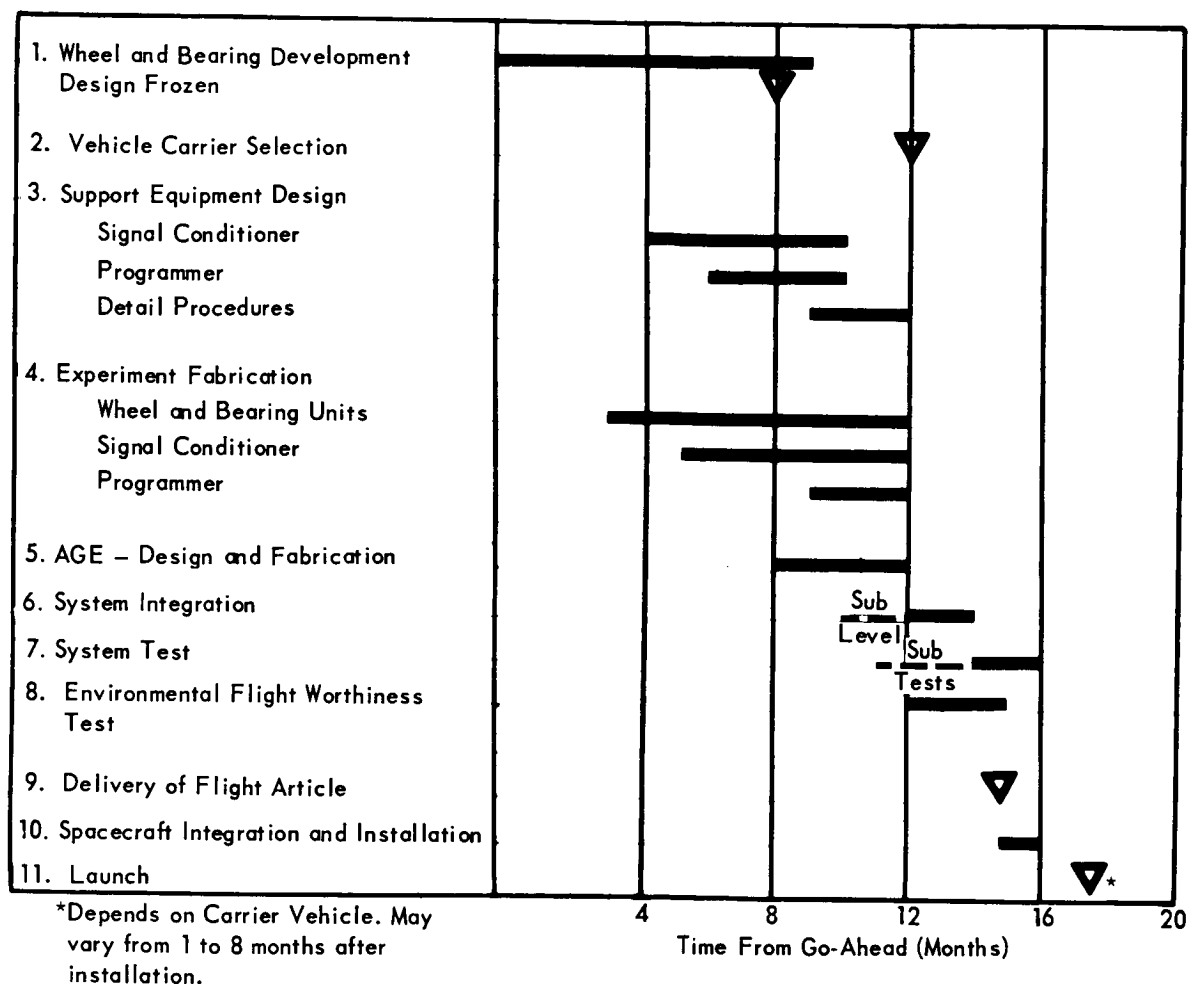 1. Wheel and Bearing Development
Design Frozen
2. Vehicle Carrier Selection
3. Support Equipment Design
Signal Conditioner
Programmer
Detail Procedures
4. Experiment Fabrication
Wheel and Bearing Units
Signal Conditioner
Programmer
5. AGE – Design and Fabrication
6. System Integration
Sub
Level
7. System Test
Sub
Tests
8. Environmental Flight Worthiness
Test
9. Delivery of Flight Article
10. Spacecraft Integration and Installation
11. Launch
*
4 8 12 16 20
Time From Go-Ahead (Months)
*Depends on Carrier Vehicle. May
vary from 1 to 8 months after
installation.